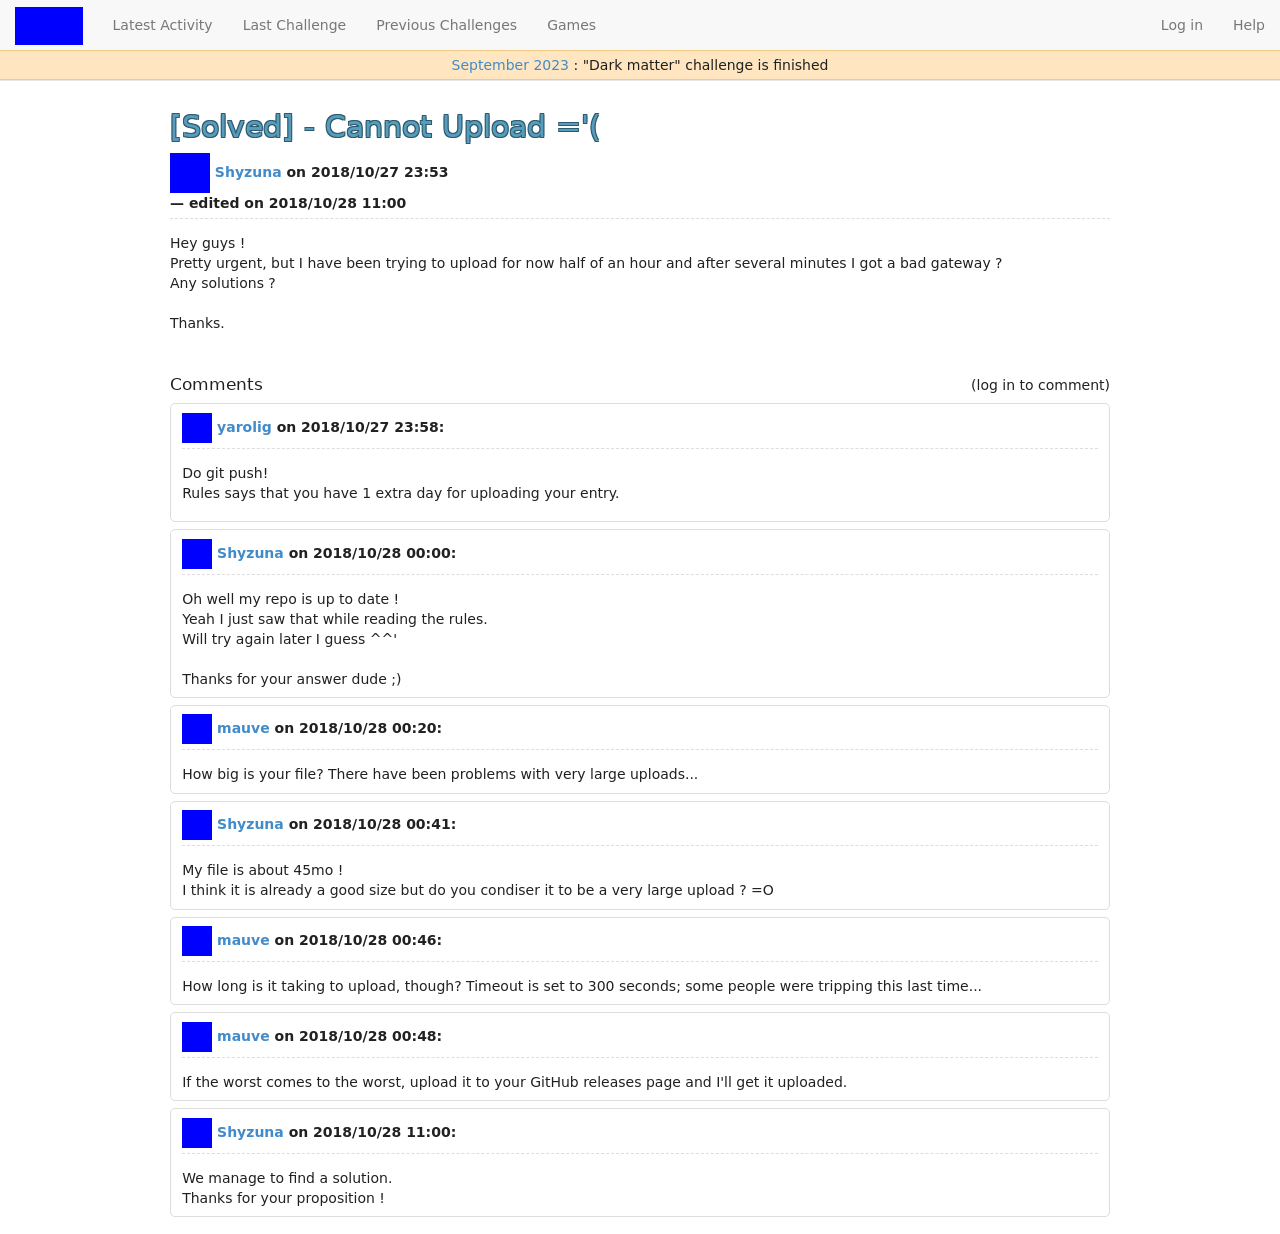 Latest Activity Last Challenge Previous Challenges Games Log in Help
September 2023 : "Dark matter" challenge is finished
[Solved] - Cannot Upload ='(
Shyzuna on 2018/10/27 23:53
— edited on 2018/10/28 11:00
Hey guys !
Pretty urgent, but I have been trying to upload for now half of an hour and after several minutes I got a bad gateway ?
Any solutions ?
Thanks.
Comments (log in to comment)
yarolig on 2018/10/27 23:58:
Do git push!
Rules says that you have 1 extra day for uploading your entry.
Shyzuna on 2018/10/28 00:00:
Oh well my repo is up to date !
Yeah I just saw that while reading the rules.
Will try again later I guess ^^'
Thanks for your answer dude ;)
mauve on 2018/10/28 00:20:
How big is your file? There have been problems with very large uploads...
Shyzuna on 2018/10/28 00:41:
My file is about 45mo !
I think it is already a good size but do you condiser it to be a very large upload ? =O
mauve on 2018/10/28 00:46:
How long is it taking to upload, though? Timeout is set to 300 seconds; some people were tripping this last time...
mauve on 2018/10/28 00:48:
If the worst comes to the worst, upload it to your GitHub releases page and I'll get it uploaded.
Shyzuna on 2018/10/28 11:00:
We manage to find a solution.
Thanks for your proposition !